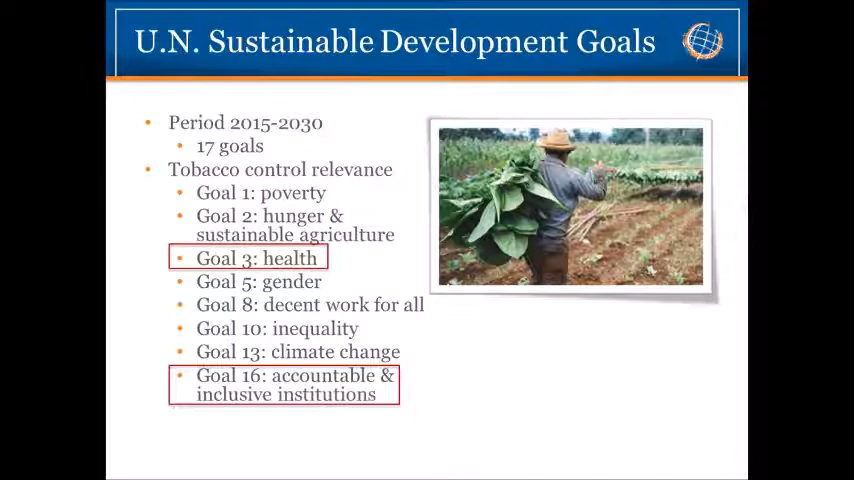 U.N. Sustainable Development Goals
• Period 2015-2030
• 17 goals
• Tobacco control relevance
• Goal 1: poverty
• Goal 2: hunger &
sustainable agriculture
• Goal 3: health
• Goal 5: gender
• Goal 8: decent work for all
• Goal 10: inequality
• Goal 13: climate change
• Goal 16: accountable &
inclusive institutions